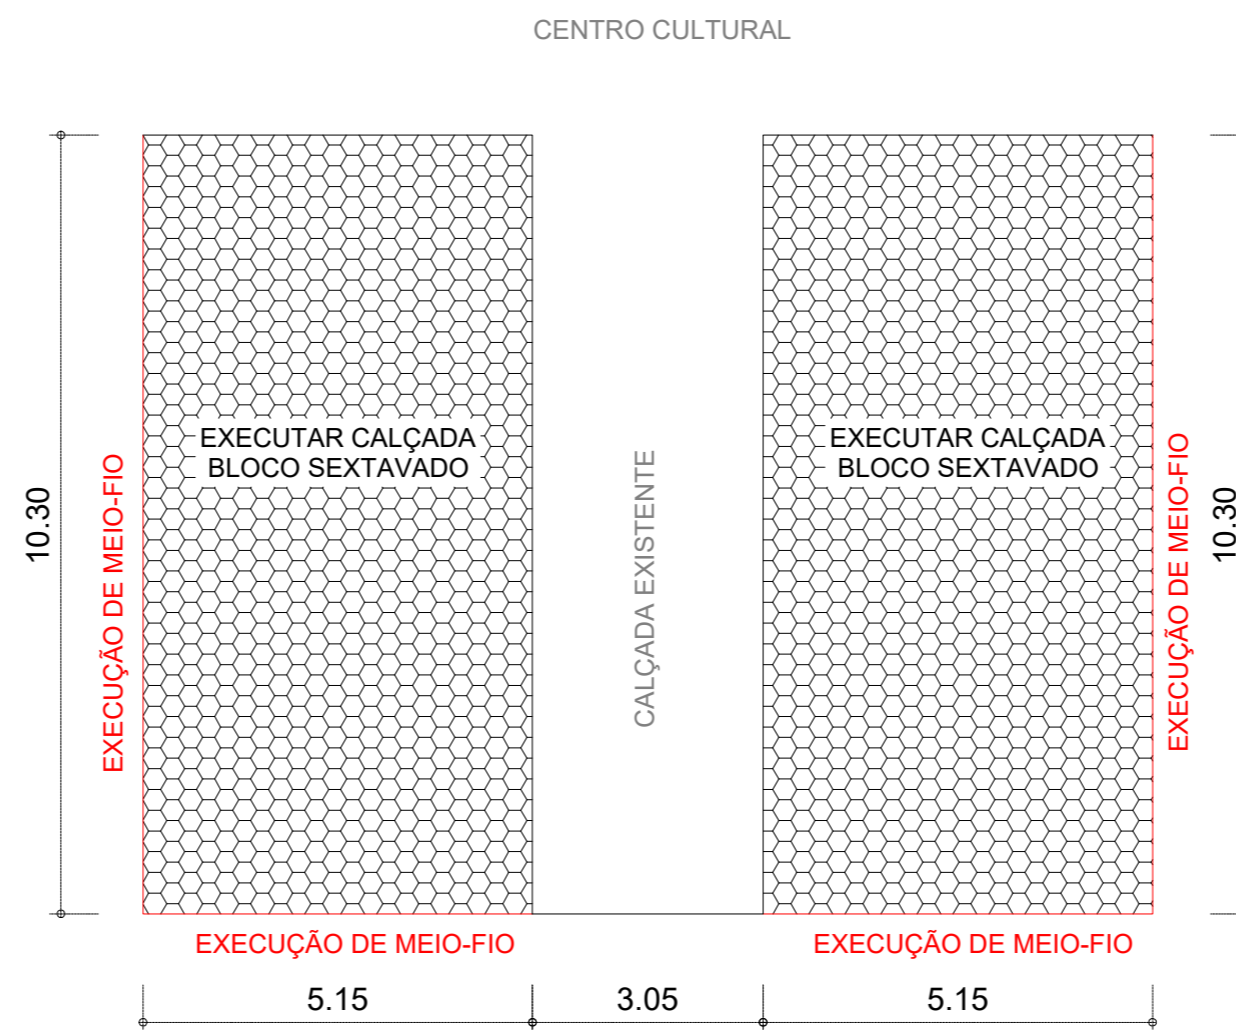 CENTRO CULTURAL
EXECUTAR CALÇADA
BLOCO SEXTAVADO
EXECUTAR CALÇADA
BLOCO SEXTAVADO
10.30
EXECUÇÃO DE MEIO-FIO
CALÇADA EXISTENTE
EXECUÇÃO DE MEIO-FIO
10.30
EXECUÇÃO DE MEIO-FIO
EXECUÇÃO DE MEIO-FIO
5.15
3.05
5.15